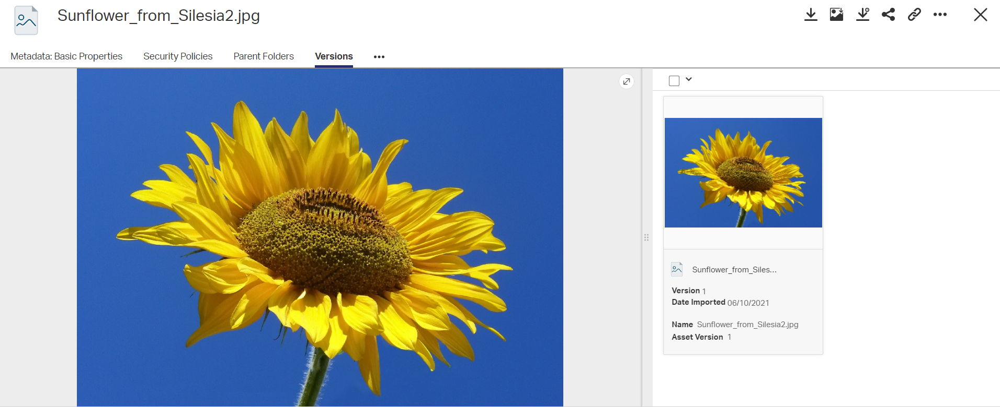 Sunflower_from_Silesia2.jpg
Metadata: Basic Properties Security Policies Parent Folders Versions
Sunflower_from_Siles...
Version 1
Date Imported 06/10/2021
Name Sunflower_from_Silesia2.jpg
Asset Version 1